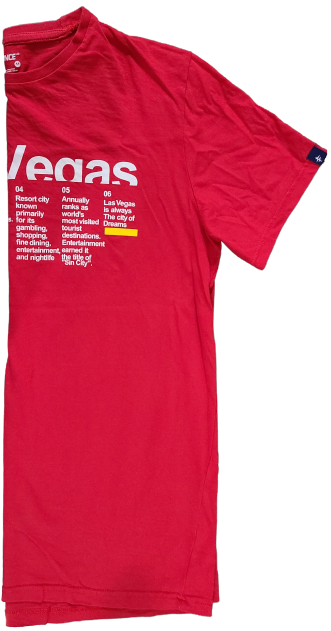 NCE
M
Vegas
04
Resort city
known
primarily
s. for its
gambling,
shopping,
fine dining,
entertainment,
and nightlife
05
Annually
ranks as
world's
most visited
tourist
destinations.
Entertainment
earned it
the title of
"Sin City".
06
Las Vegas
is always
The city of
Dreams